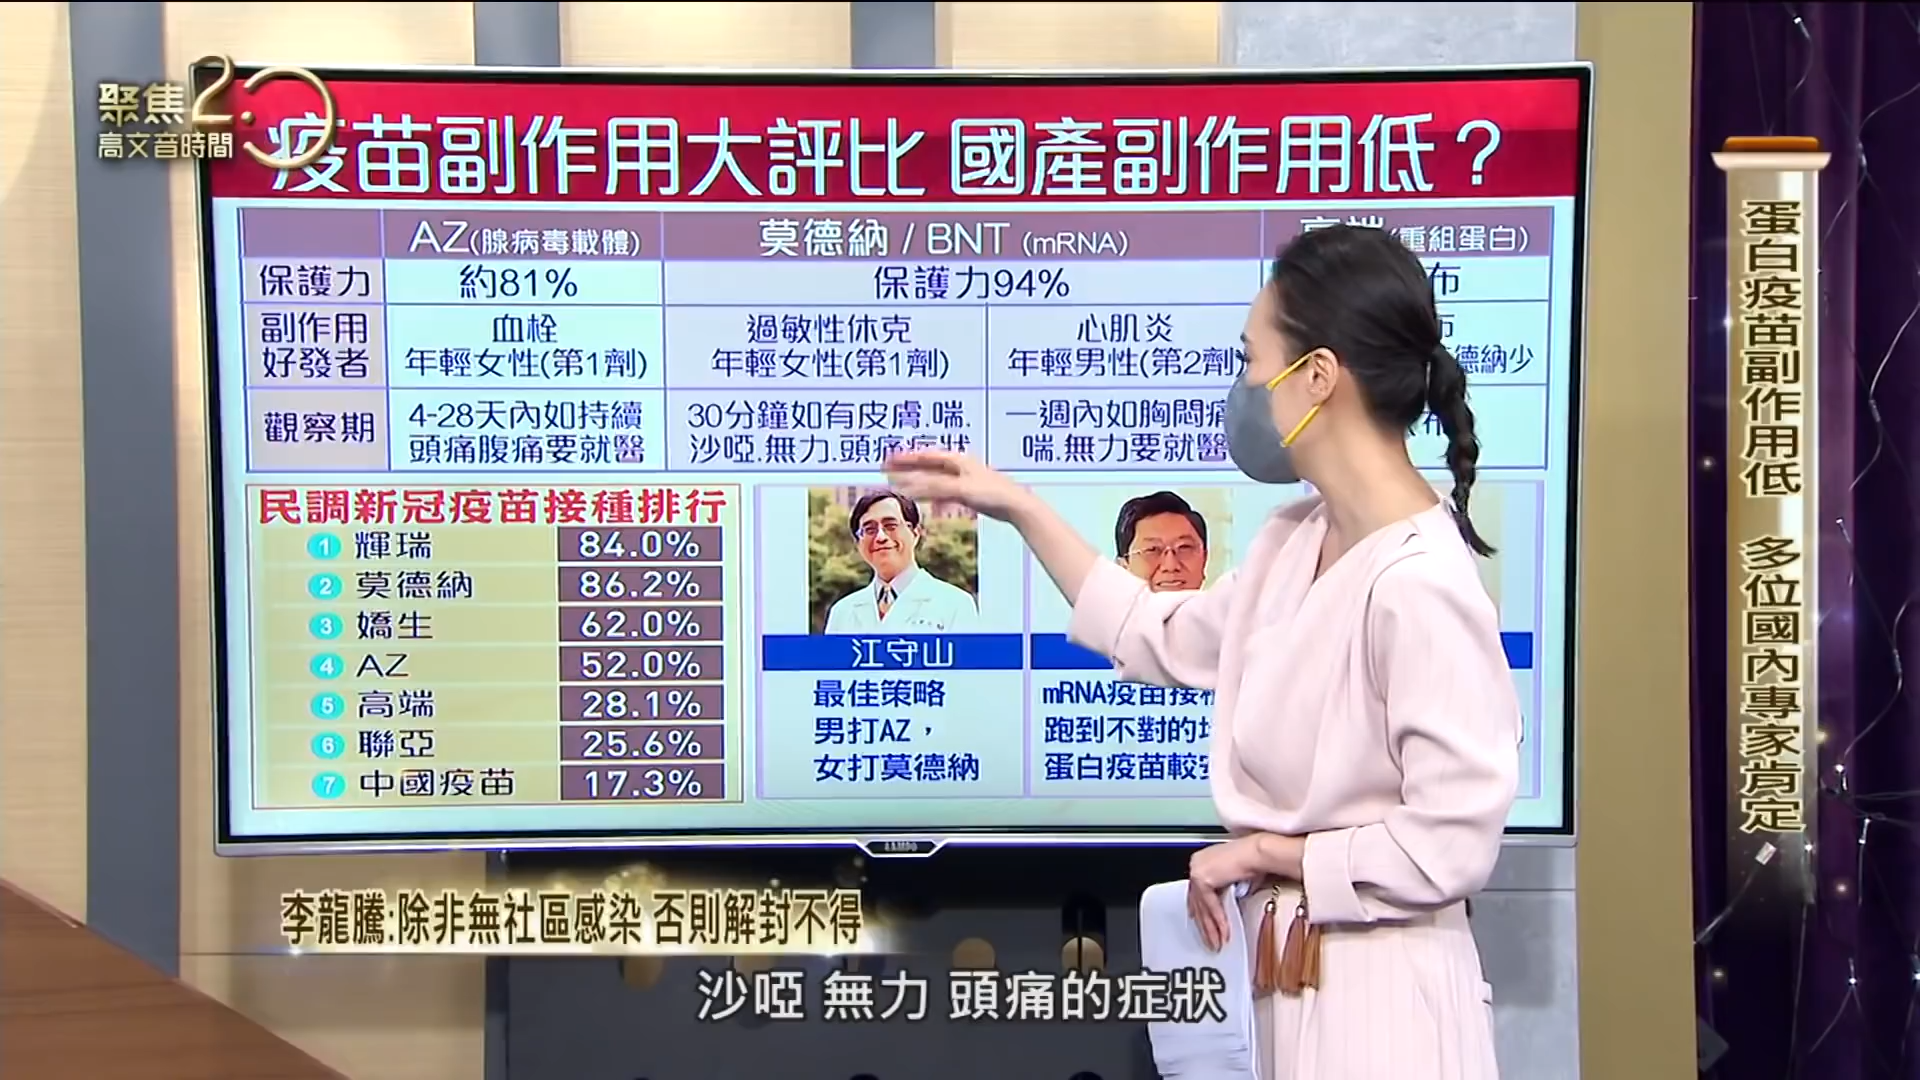 聚焦2.0
高文音時間
疫苗副作用大評比 國產副作用低？
AZ(腺病毒載體)
莫德納 / BNT (mRNA)
高端(重組蛋白)
保護力
約81%
保護力94%
布
副作用
好發者
血栓
年輕女性(第1劑)
過敏性休克
年輕女性(第1劑)
心肌炎
年輕男性(第2劑)
布
德納少
觀察期
4-28天內如持續
頭痛腹痛要就醫
30分鐘如有皮膚.喘.
沙啞.無力.頭痛症狀
一週內如胸悶痛
喘.無力要就醫
布
民調新冠疫苗接種排行
1 輝瑞 84.0%
2 莫德納 86.2%
3 嬌生 62.0%
4 AZ 52.0%
5 高端 28.1%
6 聯亞 25.6%
7 中國疫苗 17.3%
江守山
最佳策略
男打AZ，
女打莫德納
mRNA疫苗接種
跑到不對的地
蛋白疫苗較安
SAMPO
蛋白疫苗副作用低 多位國內專家肯定
李龍騰:除非無社區感染 否則解封不得
沙啞 無力 頭痛的症狀